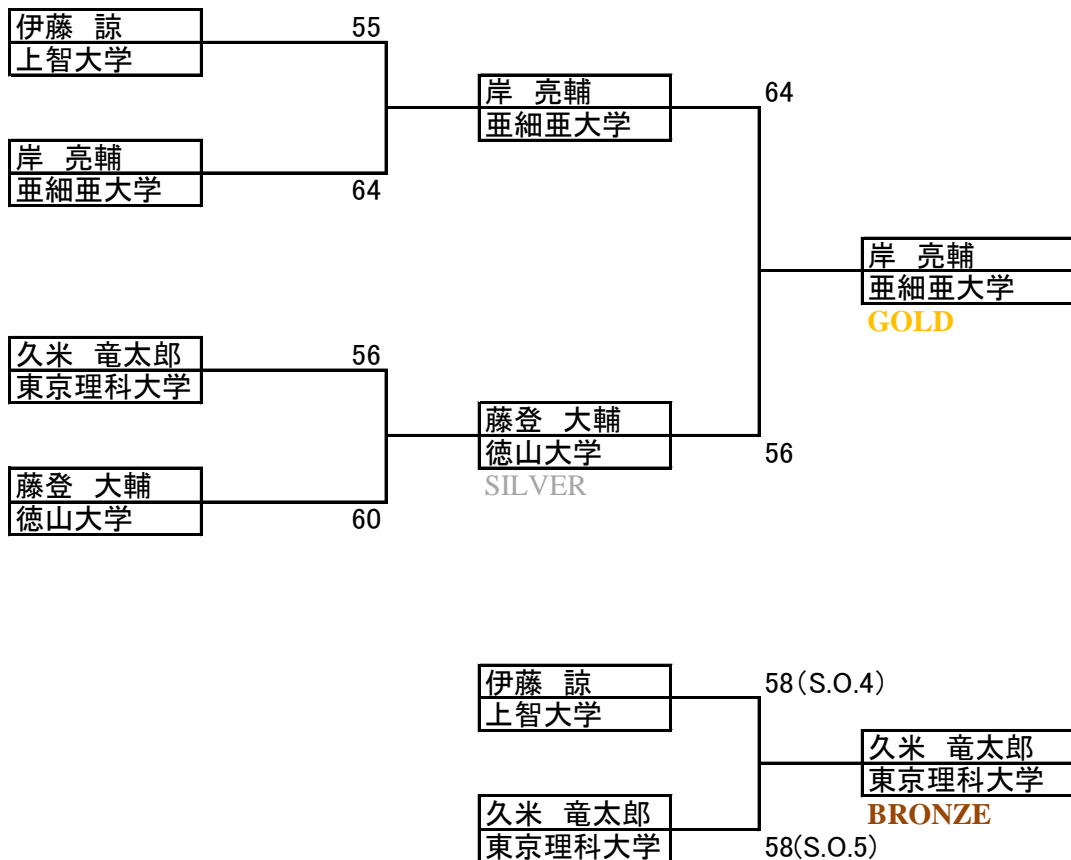 伊藤　諒
上智大学
55
岸　亮輔
亜細亜大学
64
岸　亮輔
亜細亜大学
64
久米　竜太郎
東京理科大学
56
藤登　大輔
徳山大学
60
藤登　大輔
徳山大学
SILVER
56
岸　亮輔
亜細亜大学
GOLD
伊藤　諒
上智大学
58（S.O.4）
久米　竜太郎
東京理科大学
58(S.O.5)
久米　竜太郎
東京理科大学
BRONZE